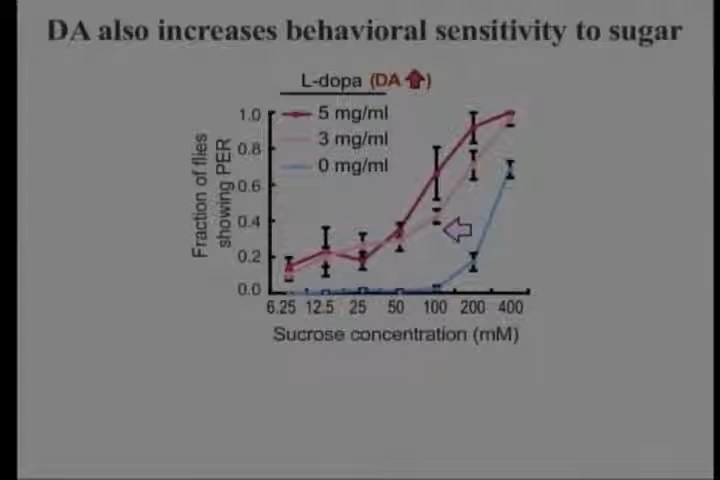 DA also increases behavioral sensitivity to sugar
L-dopa (DA ⬆)
5 mg/ml
3 mg/ml
0 mg/ml
Fraction of flies
showing PER
1.0
0.8
0.6
0.4
0.2
0.0
6.25 12.5 25 50 100 200 400
Sucrose concentration (mM)